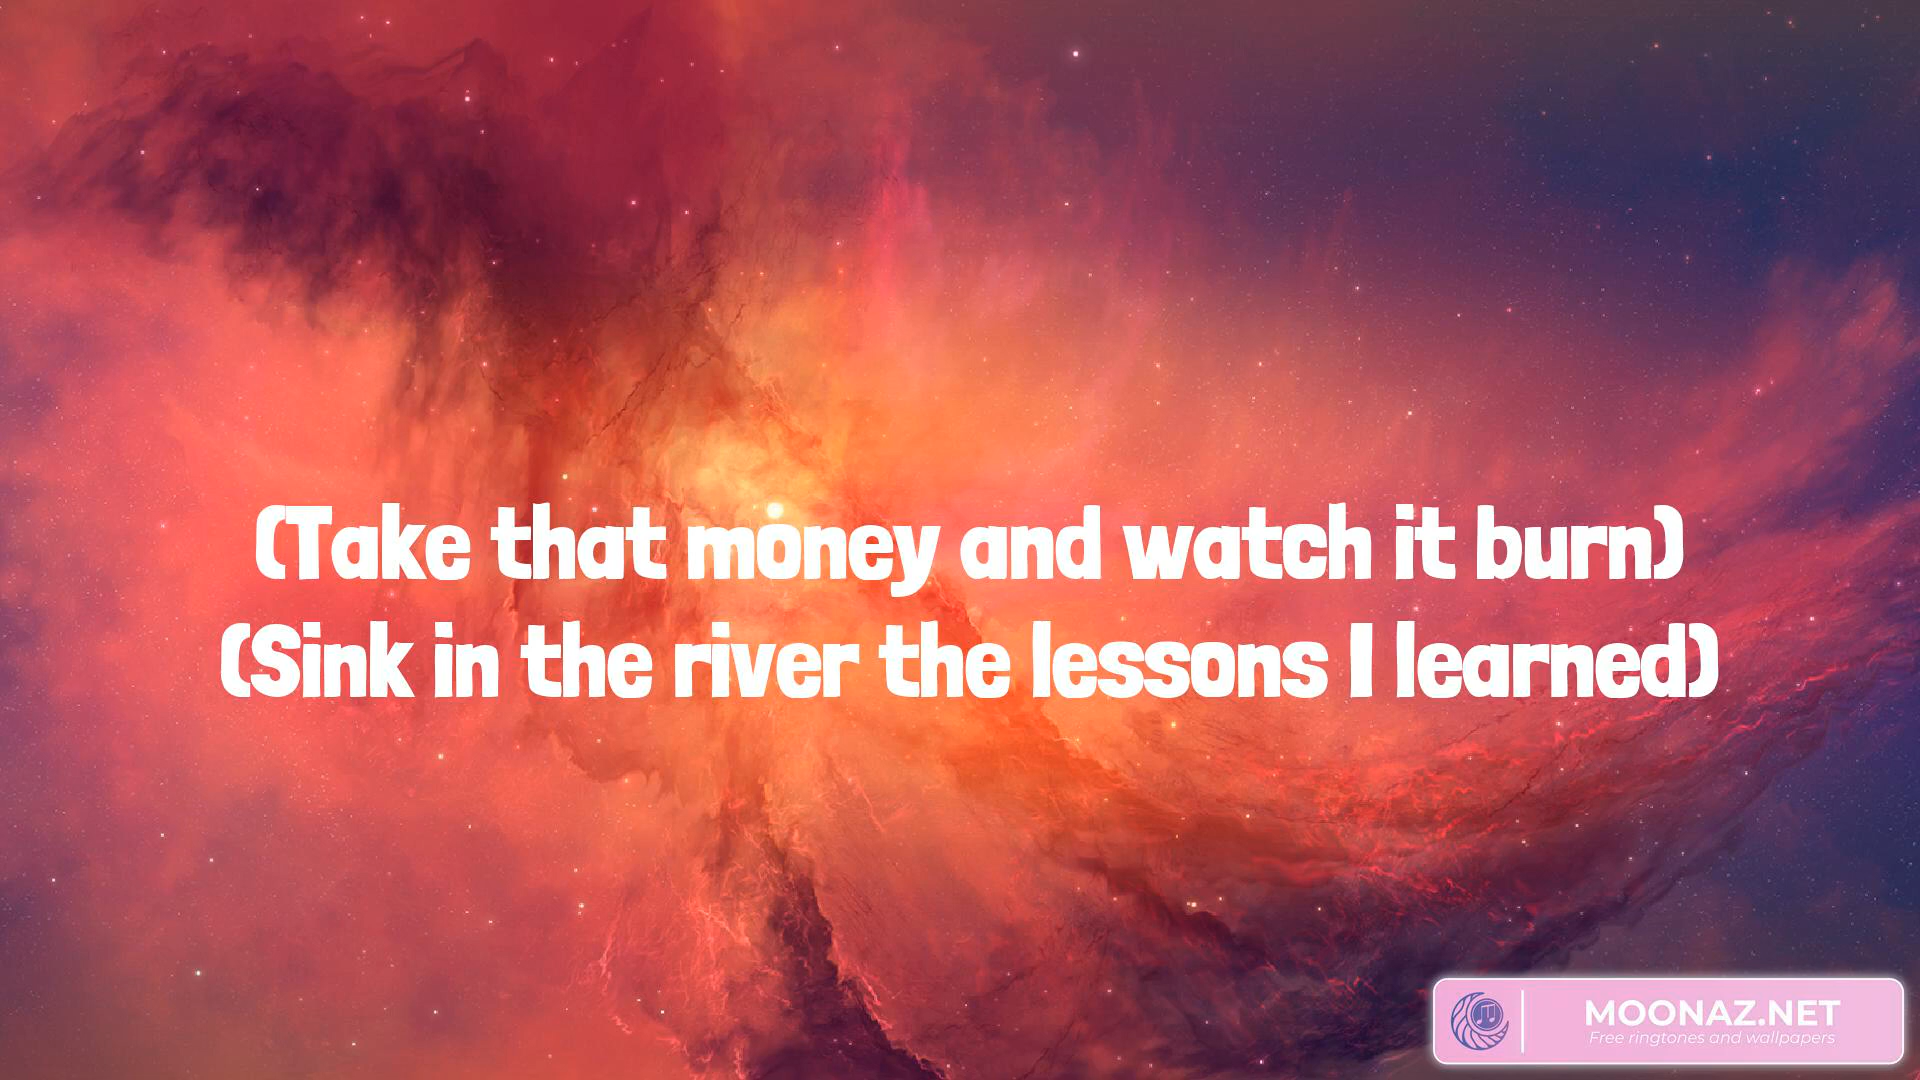 (Take that money and watch it burn)
(Sink in the river the lessons I learned)
MOONAZ.NET
Free ringtones and wallpapers